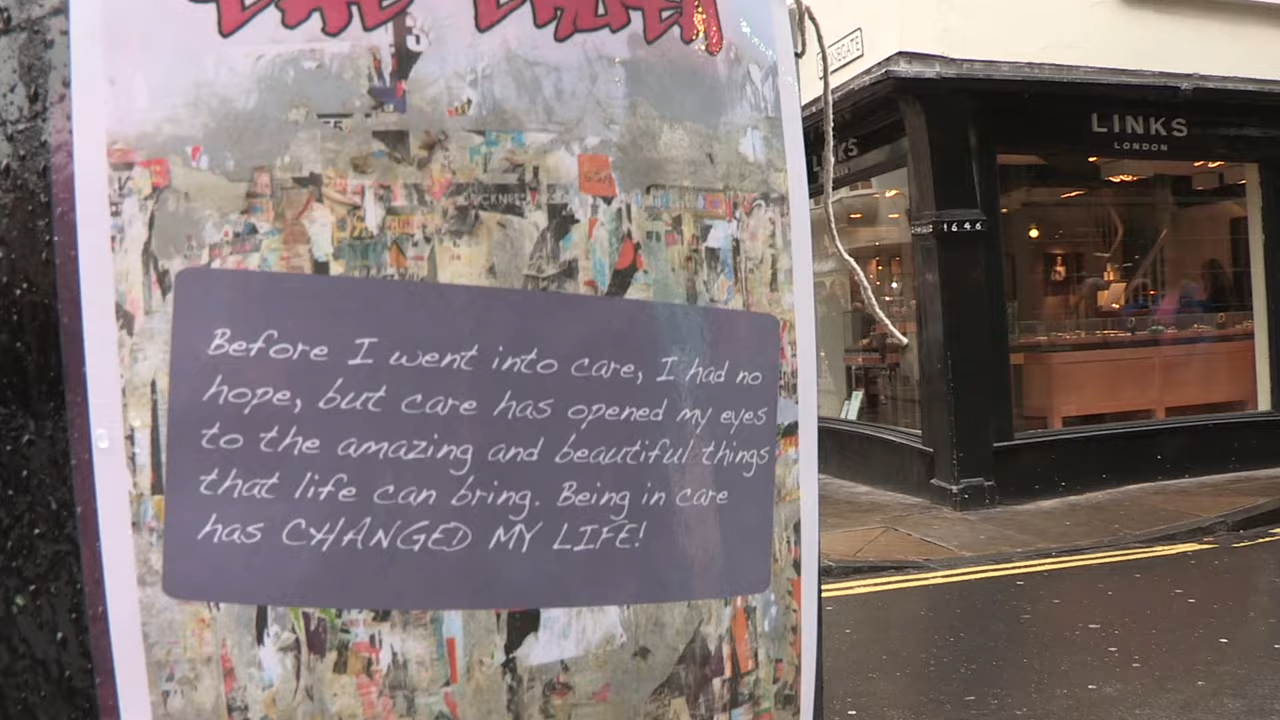 Before I went into care, I had no
hope, but care has opened my eyes
to the amazing and beautiful things
that life can bring. Being in care
has CHANGED MY LIFE!
LINKS
LONDON
1646